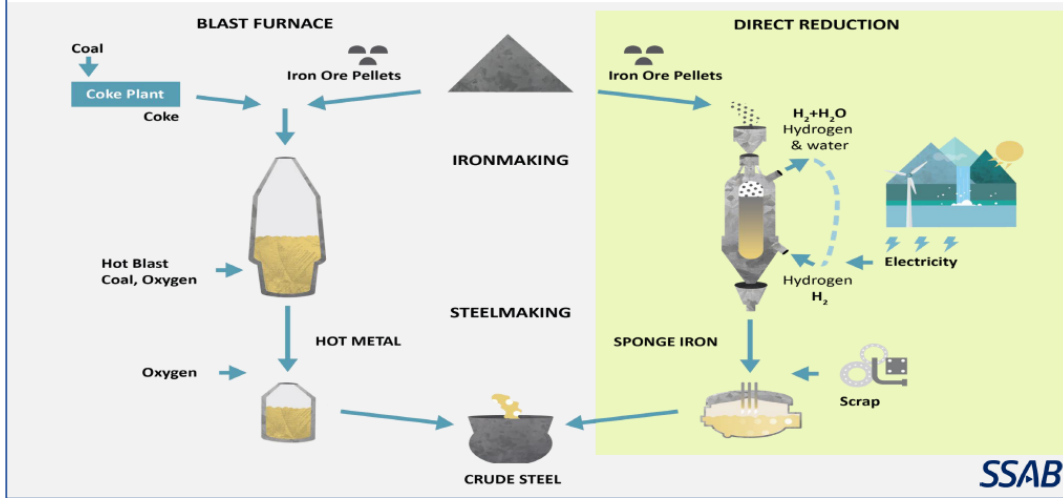 BLAST FURNACE
DIRECT REDUCTION
Coal
Coke Plant
Coke
Iron Ore Pellets
Iron Ore Pellets
H₂+H₂O
Hydrogen
& water
IRONMAKING
Hot Blast
Coal, Oxygen
Electricity
Hydrogen
H₂
STEELMAKING
HOT METAL
SPONGE IRON
Oxygen
Scrap
CRUDE STEEL
SSAB